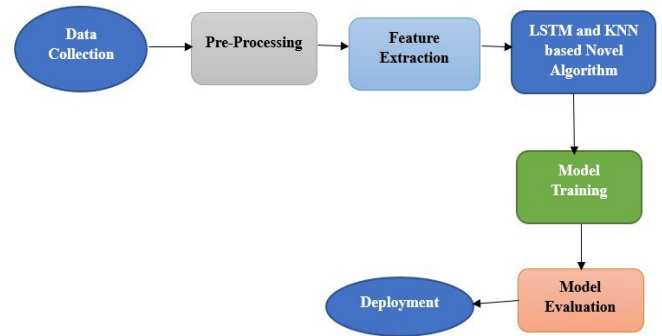 Data
Collection
Pre-Processing
Feature
Extraction
LSTM and KNN
based Novel
Algorithm
Model
Training
Model
Evaluation
Deployment